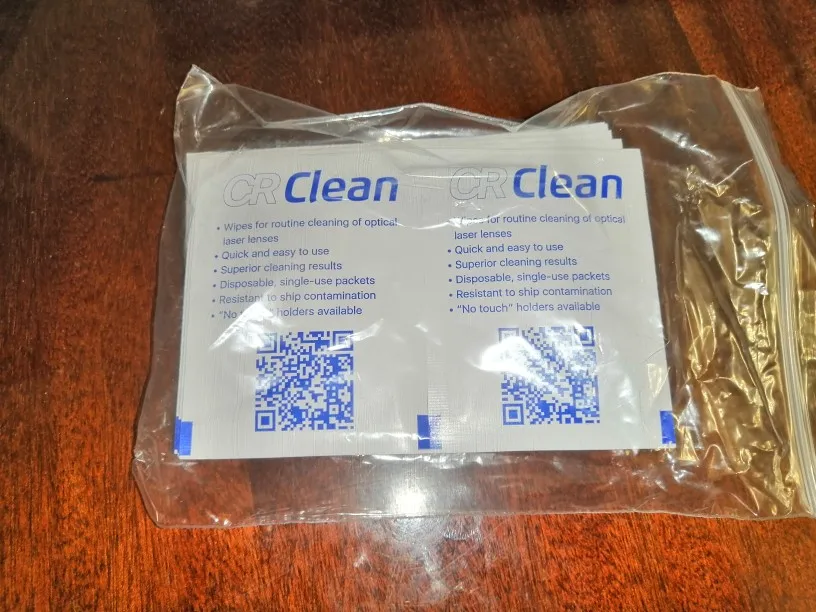 CR Clean
• Wipes for routine cleaning of optical
laser lenses
• Quick and easy to use
• Superior cleaning results
• Disposable, single-use packets
• Resistant to ship contamination
• "No touch" holders available
CR Clean
for routine cleaning of optical
laser lenses
• Quick and easy to use
• Superior cleaning results
• Disposable, single-use packets
• Resistant to ship contamination
• "No touch" holders available